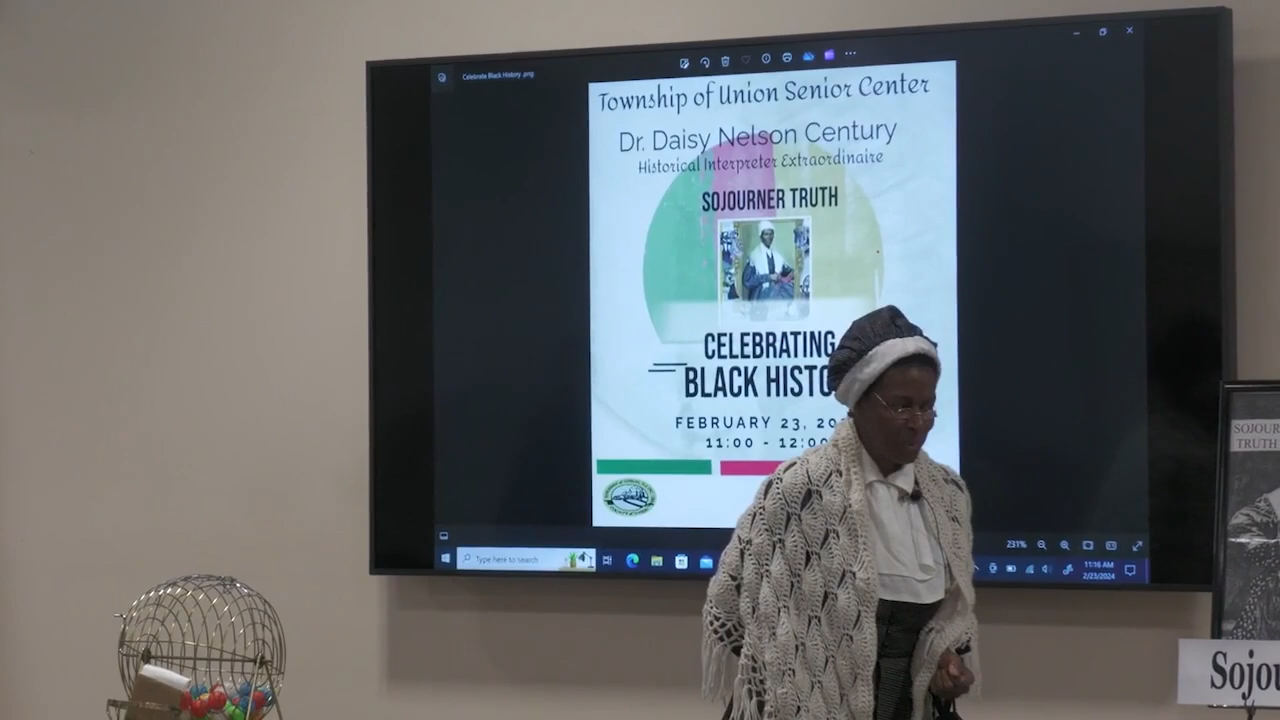 Celebrate Black History .png
Township of Union Senior Center
Dr. Daisy Nelson Century
Historical Interpreter Extraordinaire
SOJOURNER TRUTH
CELEBRATING
BLACK HISTO
FEBRUARY 23, 20
11:00 - 12:00
231%
Type here to search
11:16 AM
2/23/2024
SOJOUR
TRUTH
Sojou